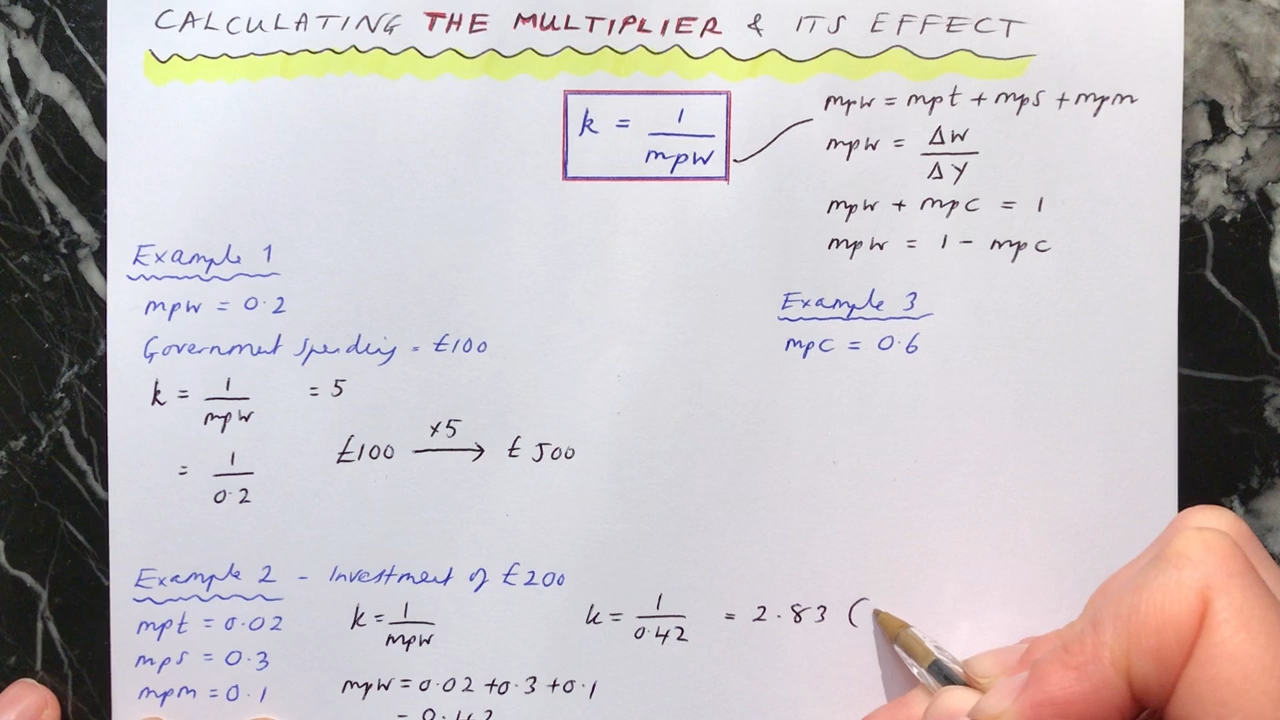 CALCULATING THE MULTIPLIER & ITS EFFECT
k = 1/mpw
mpw = mpt + mps + mpm
mpw = ΔW/ΔY
mpw + mpc = 1
mpw = 1 - mpc
Example 1
mpw = 0.2
Government spending = £100
k = 1/mpw = 5
= 1/0.2
£100 ×5 → £500
Example 2 - Investment of £200
mpt = 0.02
mps = 0.3
mpm = 0.1
k = 1/mpw
mpw = 0.02 + 0.3 + 0.1
= 0.42
k = 1/0.42 = 2.83 (
Example 3
mpc = 0.6